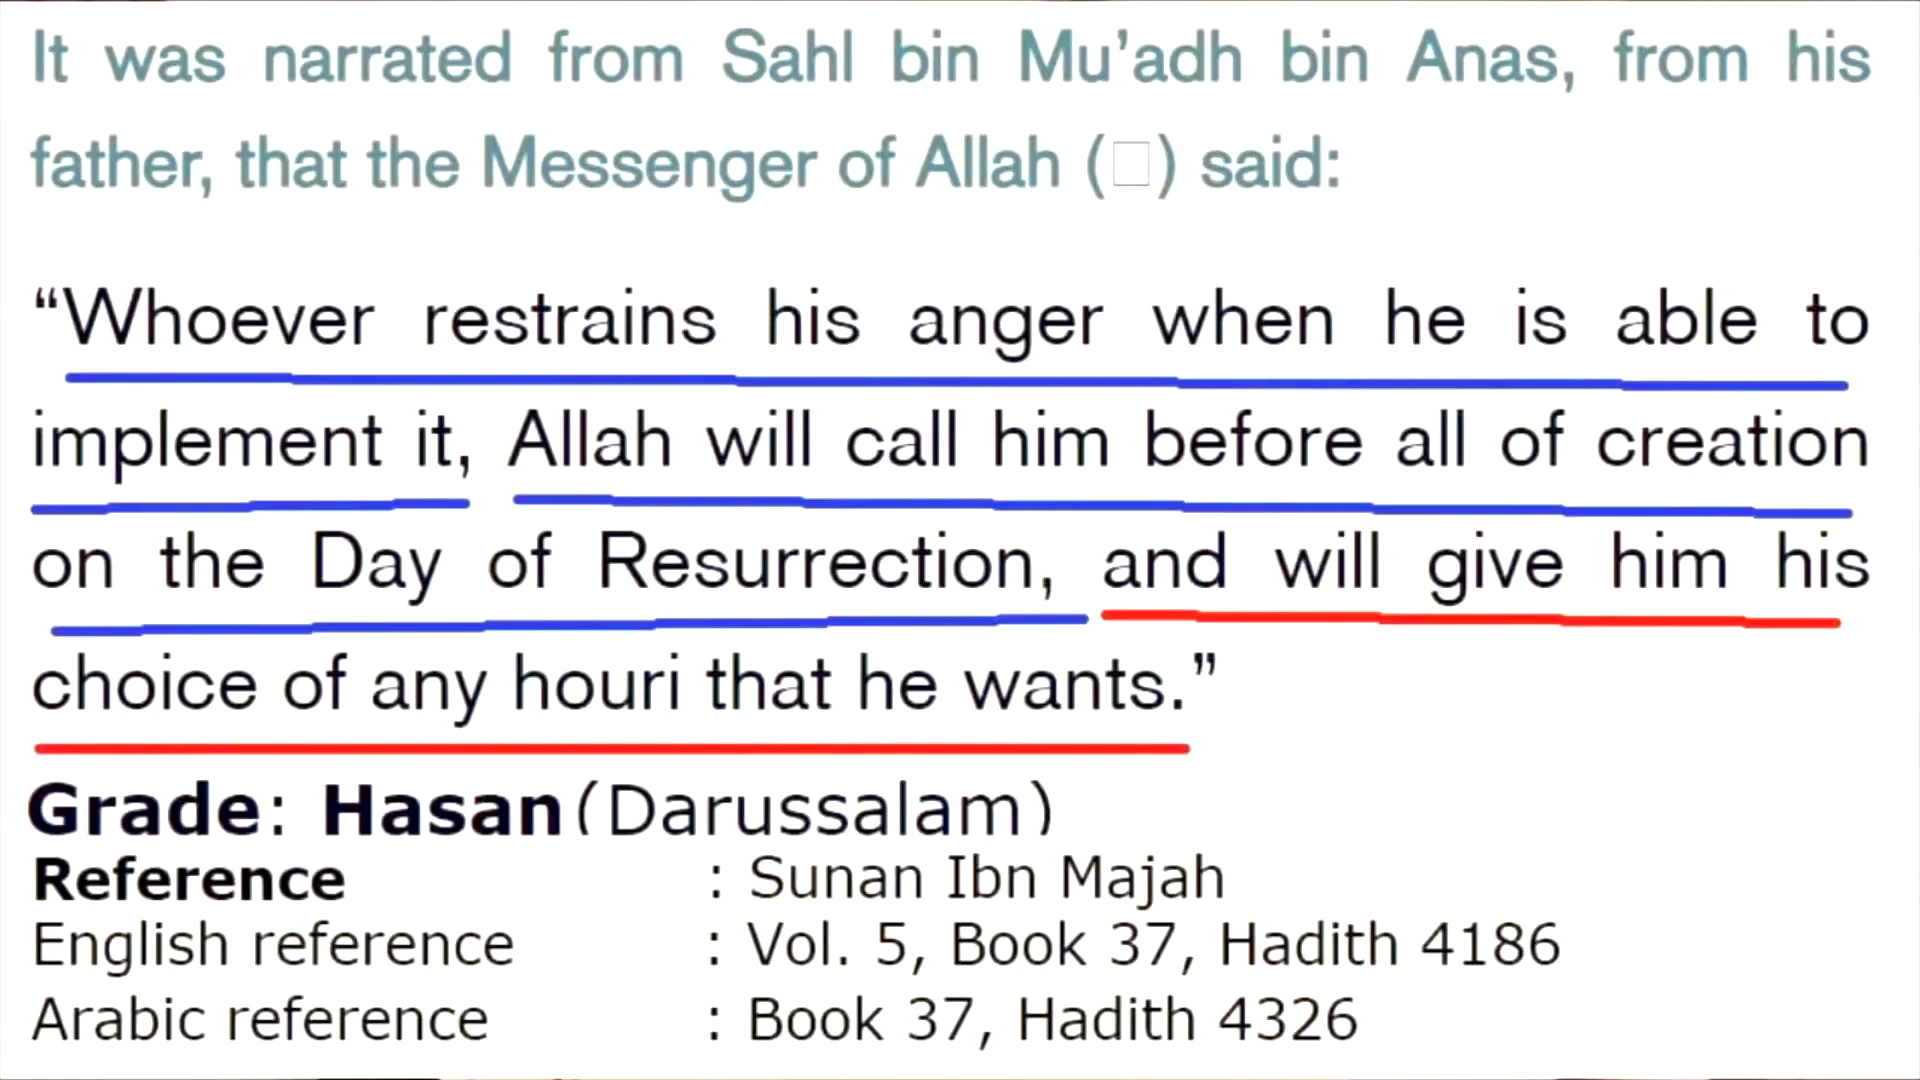 It was narrated from Sahl bin Mu’adh bin Anas, from his
father, that the Messenger of Allah (□) said:
“Whoever restrains his anger when he is able to
implement it, Allah will call him before all of creation
on the Day of Resurrection, and will give him his
choice of any houri that he wants.”
Grade: Hasan (Darussalam)
Reference : Sunan Ibn Majah
English reference : Vol. 5, Book 37, Hadith 4186
Arabic reference : Book 37, Hadith 4326